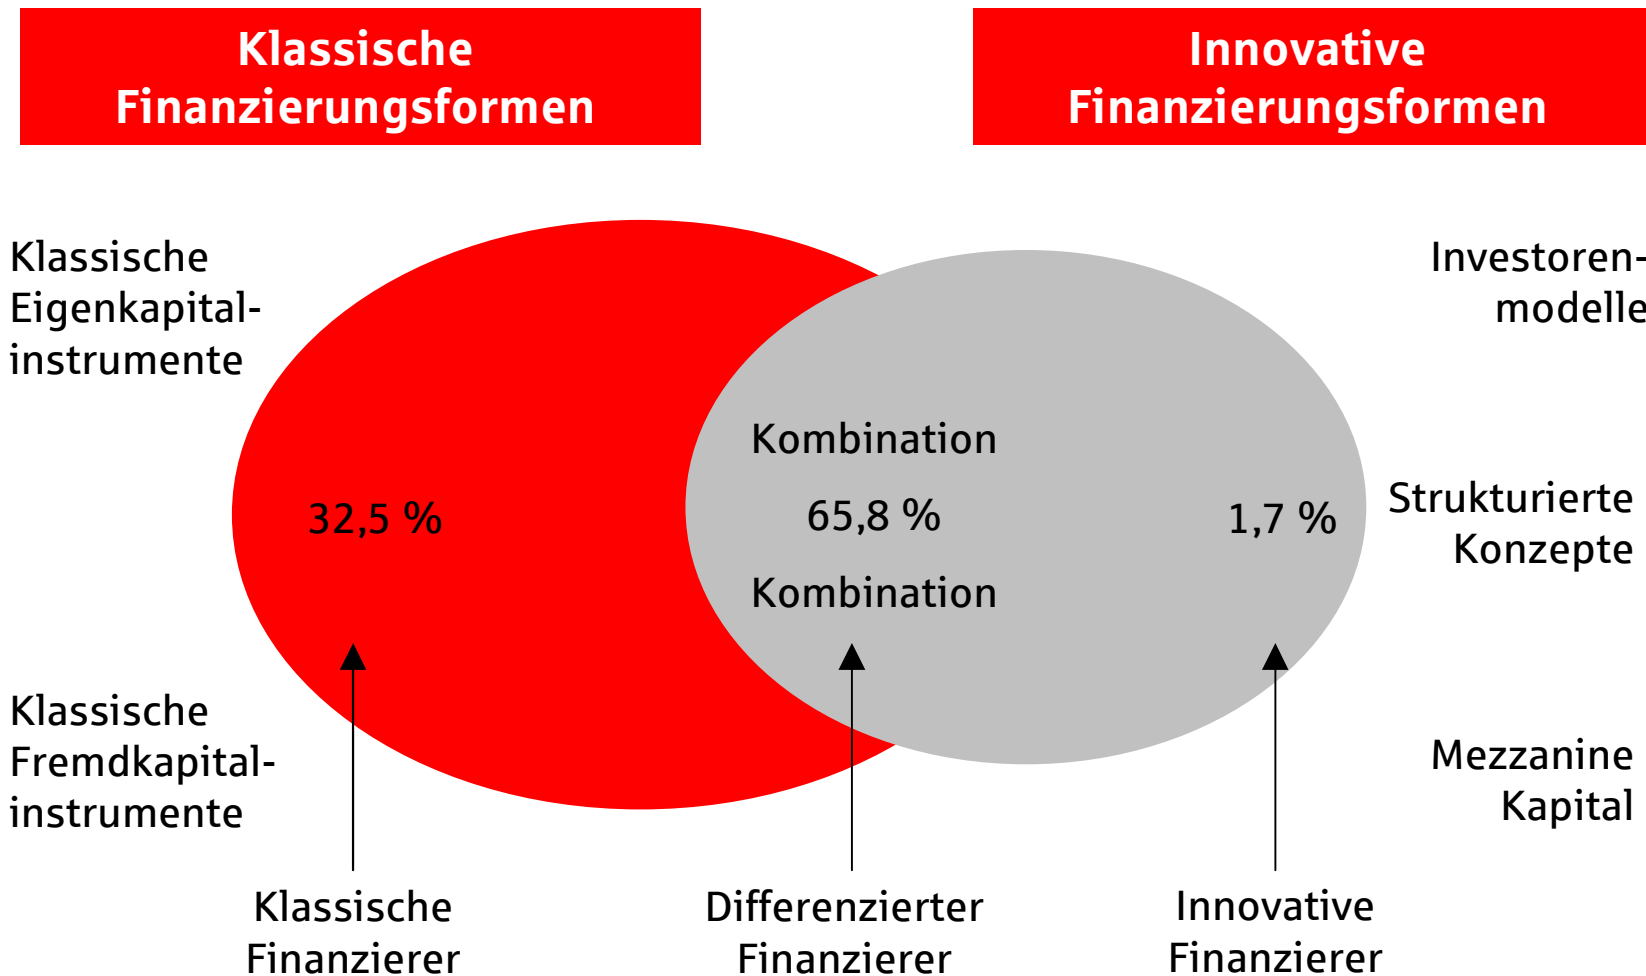 Klassische
Finanzierungsformen
Innovative
Finanzierungsformen
Klassische
Eigenkapital-
instrumente
Investoren-
modelle
Kombination
32,5 %
65,8 %
1,7 %
Strukturierte
Konzepte
Kombination
Klassische
Fremdkapital-
instrumente
Mezzanine
Kapital
Klassische
Finanzierer
Differenzierter
Finanzierer
Innovative
Finanzierer